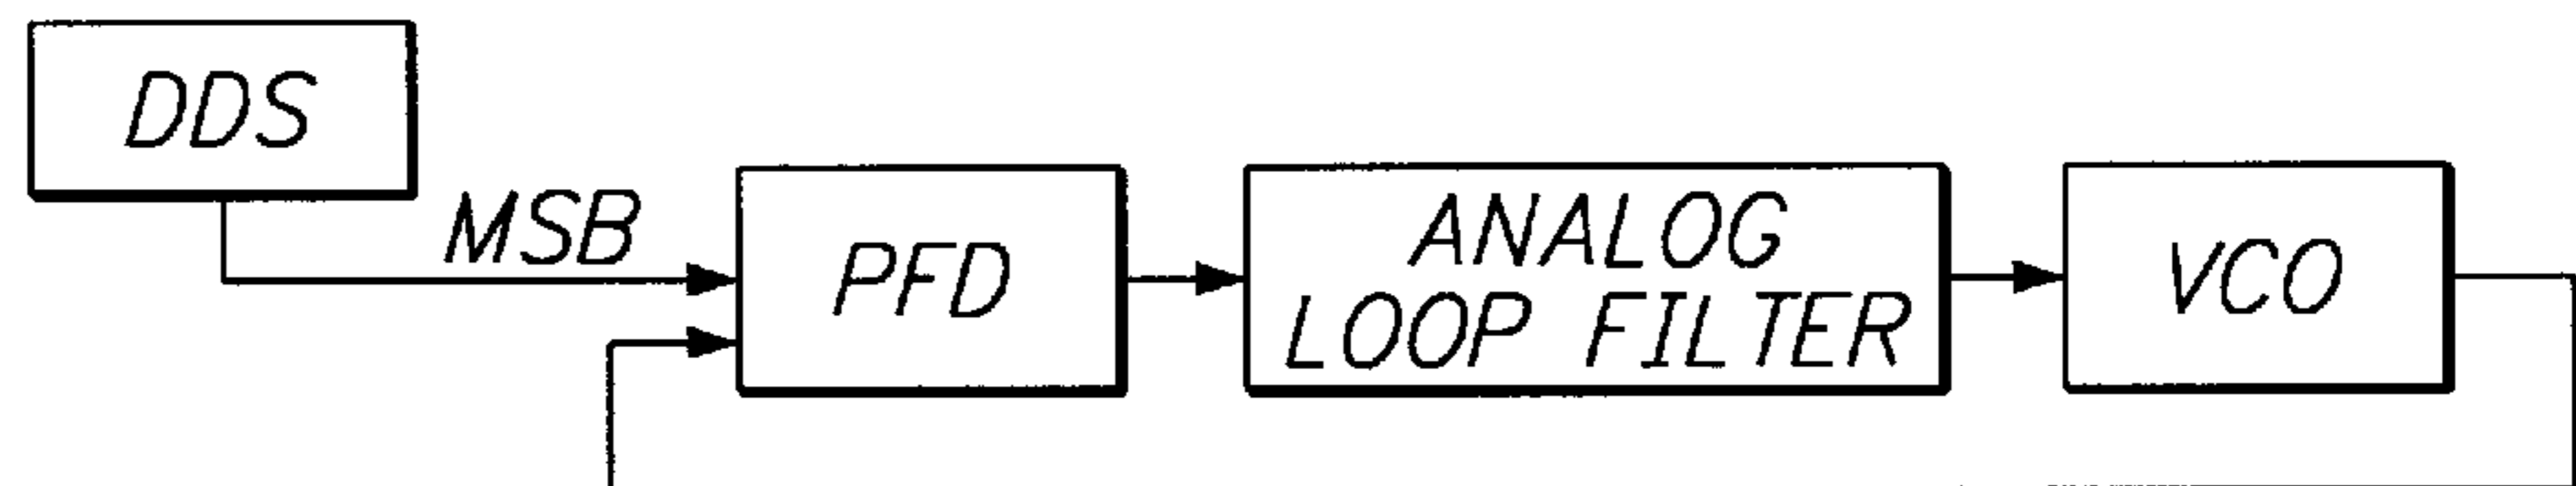 DDS
MSB
PFD
ANALOG
LOOP FILTER
VCO